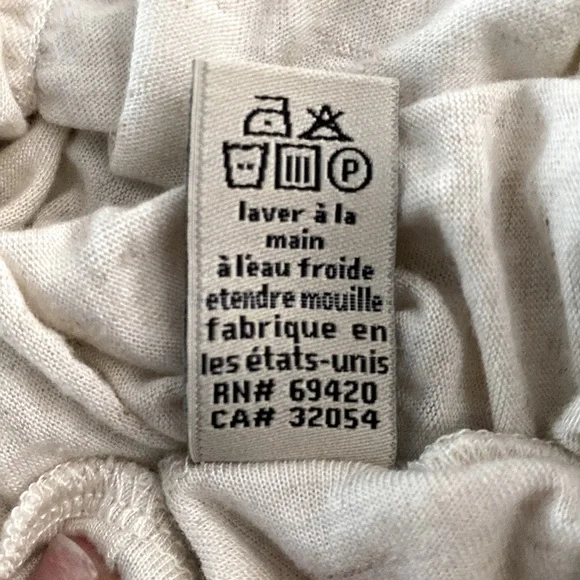 P
laver à la
main
à l'eau froide
etendre mouille
fabrique en
les états-unis
RN# 69420
CA# 32054